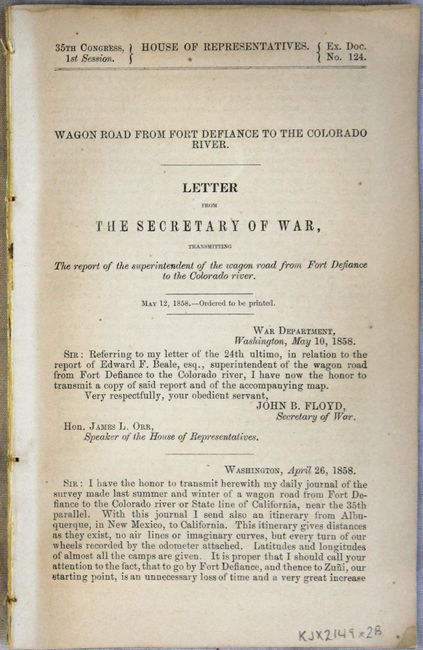 35TH CONGRESS, } HOUSE OF REPRESENTATIVES. { Ex. Doc.
1st Session. } { No. 124.
WAGON ROAD FROM FORT DEFIANCE TO THE COLORADO
RIVER.
LETTER
FROM
THE SECRETARY OF WAR,
TRANSMITTING
The report of the superintendent of the wagon road from Fort Defiance
to the Colorado river.
MAY 12, 1858.—Ordered to be printed.
WAR DEPARTMENT,
Washington, May 10, 1858.
SIR: Referring to my letter of the 24th ultimo, in relation to the
report of Edward F. Beale, esq., superintendent of the wagon road
from Fort Defiance to the Colorado river, I have now the honor to
transmit a copy of said report and of the accompanying map.
Very respectfully, your obedient servant,
JOHN B. FLOYD,
Secretary of War.
Hon. JAMES L. ORR,
Speaker of the House of Representatives.
WASHINGTON, April 26, 1858.
SIR: I have the honor to transmit herewith my daily journal of the
survey made last summer and winter of a wagon road from Fort De-
fiance to the Colorado river or State line of California, near the 35th
parallel. With this journal I send also an itinerary from Albu-
querque, in New Mexico, to California. This itinerary gives distances
as they exist, no air lines or imaginary curves, but every turn of our
wheels recorded by the odometer attached. Latitudes and longitudes
of almost all the camps are given. It is proper that I should call your
attention to the fact, that to go by Fort Defiance, and thence to Zuñi, our
starting point, is an unnecessary loss of time and a very great increase
KJX2149x2B